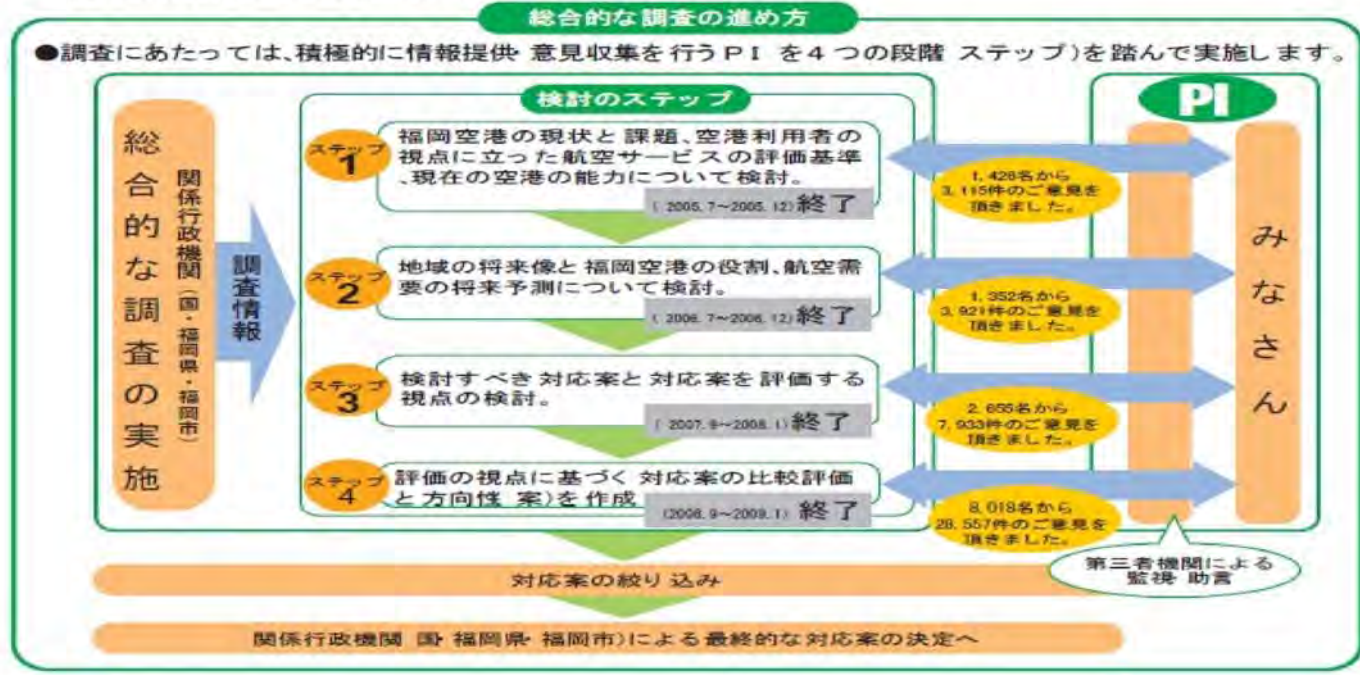 総合的な調査の進め方
●調査にあたっては、積極的に情報提供・意見収集を行うＰＩ を４つの段階 ステップ)を踏んで実施します。
検討のステップ
PI
総合的な調査の実施
関係行政機関(国・福岡県・福岡市)
調査情報
ステップ
1
福岡空港の現状と課題、空港利用者の
視点に立った航空サービスの評価基準
、現在の空港の能力について検討。
( 2005. 7~2005. 12) 終了
1, 426名から
3, 115件のご意見を
頂きました。
ステップ
2
地域の将来像と福岡空港の役割、航空需
要の将来予測について検討。
( 2006. 7~2006. 12) 終了
1, 352名から
3, 921件のご意見を
頂きました。
ステップ
3
検討すべき対応案と対応案を評価する
視点の検討。
( 2007. 9~2008. 1) 終了
2, 655名から
7, 933件のご意見を
頂きました。
ステップ
4
評価の視点に基づく 対応案の比較評価
と方向性 案)を作成
(2008. 9~2009. 1) 終了
8, 018名から
28, 557件のご意見を
頂きました。
みなさん
第三者機関による
監視・助言
対応案の絞り込み
関係行政機関 国・福岡県・福岡市)による最終的な対応案の決定へ